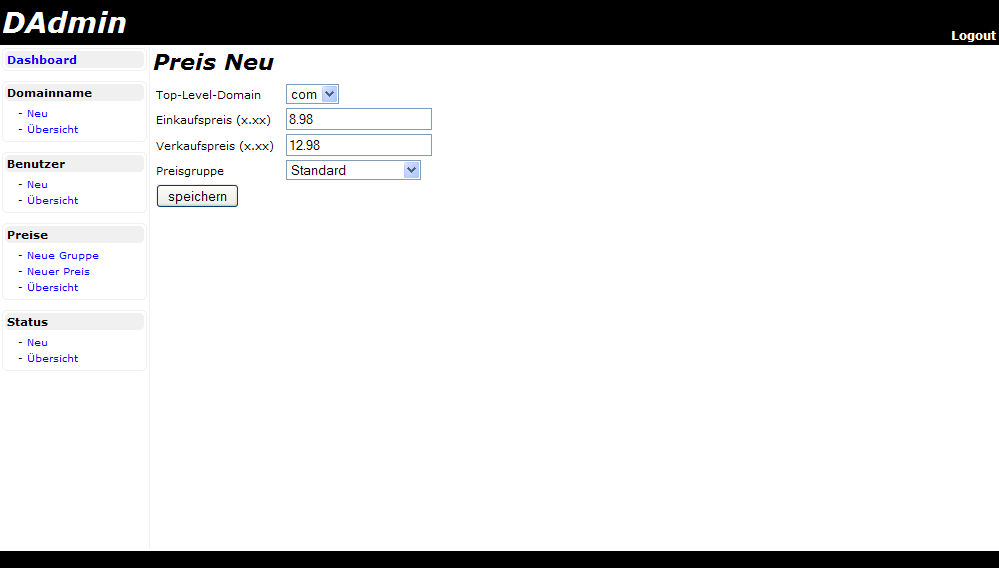 DAdmin
Logout
Dashboard
Domainname
- Neu
- Übersicht
Benutzer
- Neu
- Übersicht
Preise
- Neue Gruppe
- Neuer Preis
- Übersicht
Status
- Neu
- Übersicht
Preis Neu
Top-Level-Domain com
Einkaufspreis (x.xx) 8.98
Verkaufspreis (x.xx) 12.98
Preisgruppe Standard
speichern